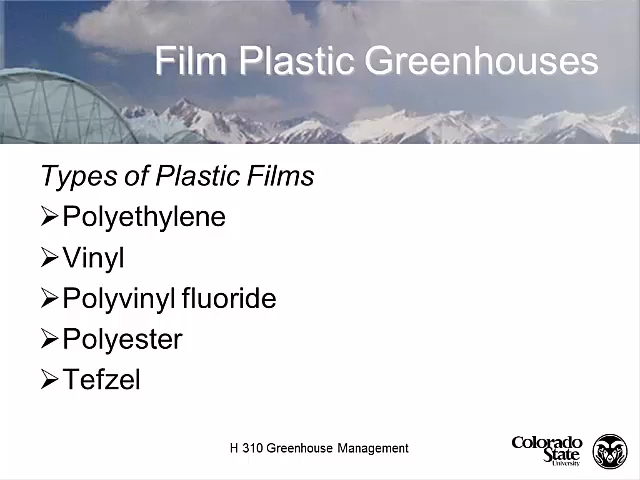 Film Plastic Greenhouses
Types of Plastic Films
➢Polyethylene
➢Vinyl
➢Polyvinyl fluoride
➢Polyester
➢Tefzel
H 310 Greenhouse Management
Colorado
State
University